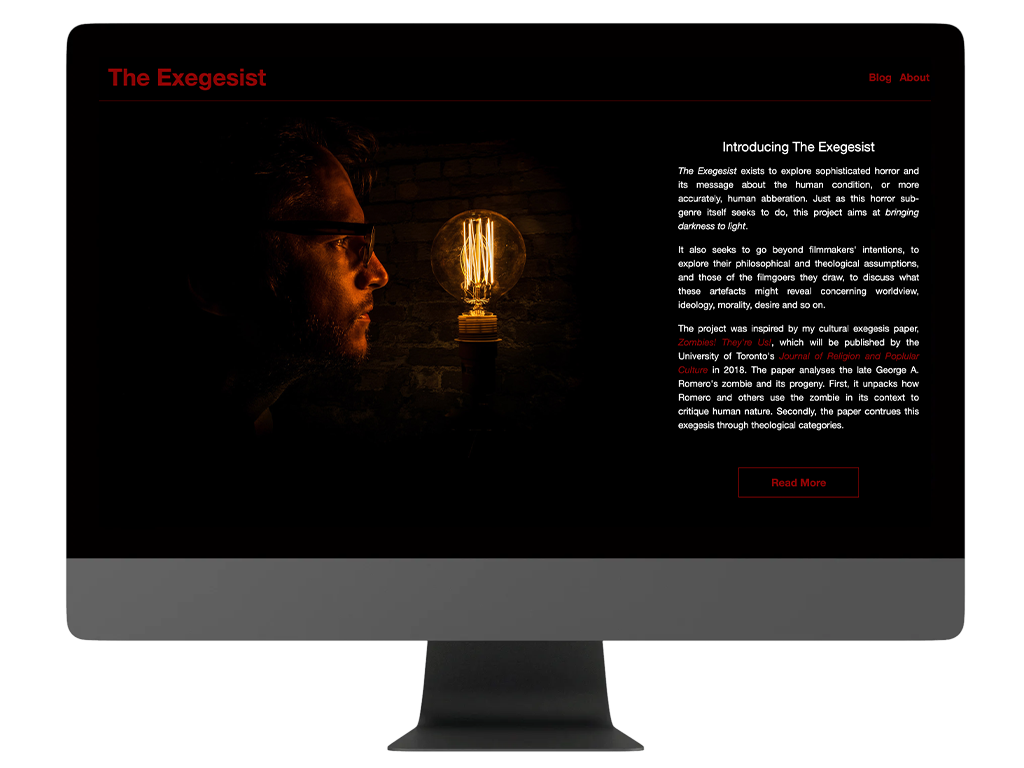 The Exegesist
Blog About
Introducing The Exegesist
The Exegesist exists to explore sophisticated horror and
its message about the human condition, or more
accurately, human abberation. Just as this horror sub-
genre itself seeks to do, this project aims at bringing
darkness to light.
It also seeks to go beyond filmmakers' intentions, to
explore their philosophical and theological assumptions,
and those of the filmgoers they draw, to discuss what
these artefacts might reveal concerning worldview,
ideology, morality, desire and so on.
The project was inspired by my cultural exegesis paper,
Zombies! They're Us!, which will be published by the
University of Toronto's Journal of Religion and Poplular
Culture in 2018. The paper analyses the late George A.
Romero's zombie and its progeny. First, it unpacks how
Romero and others use the zombie in its context to
critique human nature. Secondly, the paper contrues this
exegesis through theological categories.
Read More